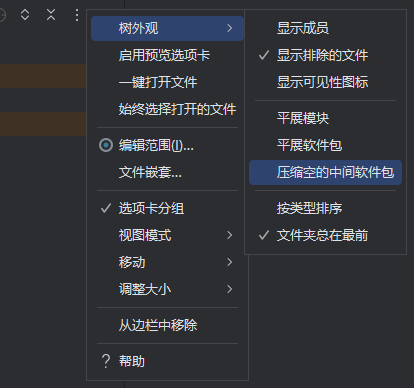 树外观
启用预览选项卡
一键打开文件
始终选择打开的文件
编辑范围(I)...
文件嵌套...
选项卡分组
视图模式
移动
调整大小
从边栏中移除
? 帮助
显示成员
显示排除的文件
显示可见性图标
平展模块
平展软件包
压缩空的中间软件包
按类型排序
文件夹总在最前